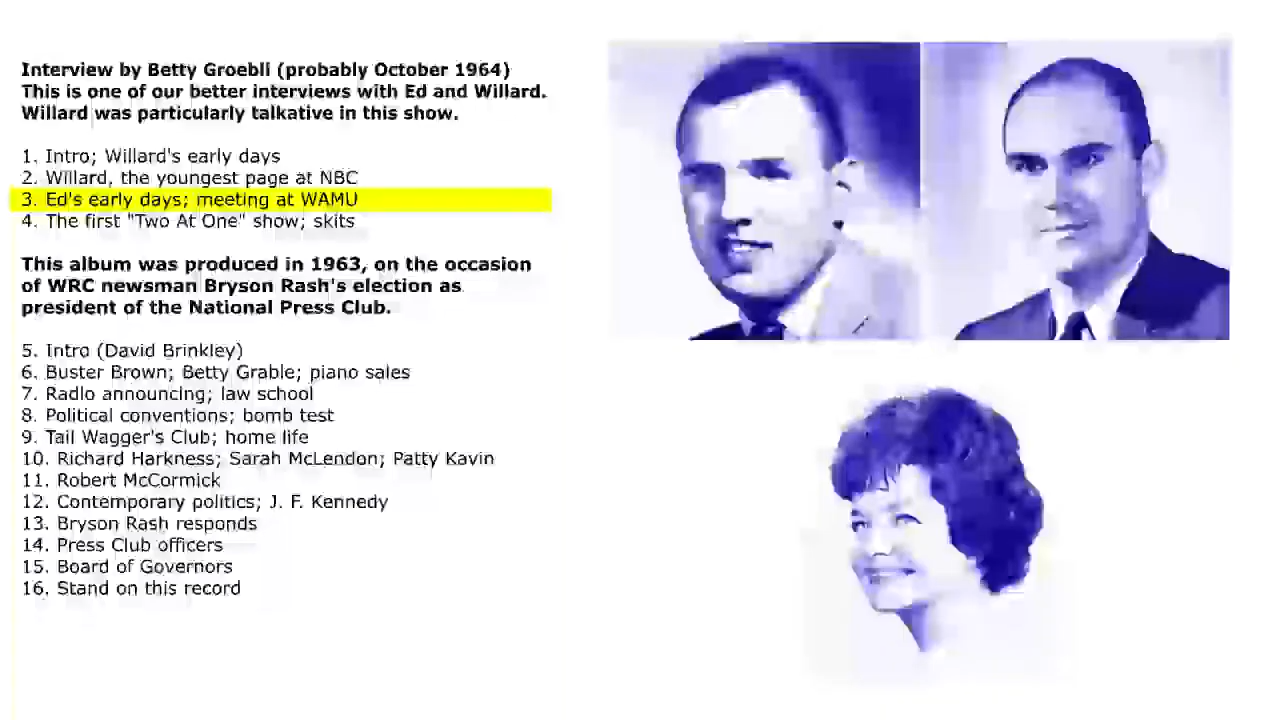 Interview by Betty Groebli (probably October 1964)
This is one of our better interviews with Ed and Willard.
Willard was particularly talkative in this show.
1. Intro; Willard's early days
2. Willard, the youngest page at NBC
3. Ed's early days; meeting at WAMU
4. The first "Two At One" show; skits
This album was produced in 1963, on the occasion
of WRC newsman Bryson Rash's election as
president of the National Press Club.
5. Intro (David Brinkley)
6. Buster Brown; Betty Grable; piano sales
7. Radio announcing; law school
8. Political conventions; bomb test
9. Tail Wagger's Club; home life
10. Richard Harkness; Sarah McLendon; Patty Kavin
11. Robert McCormick
12. Contemporary politics; J. F. Kennedy
13. Bryson Rash responds
14. Press Club officers
15. Board of Governors
16. Stand on this record